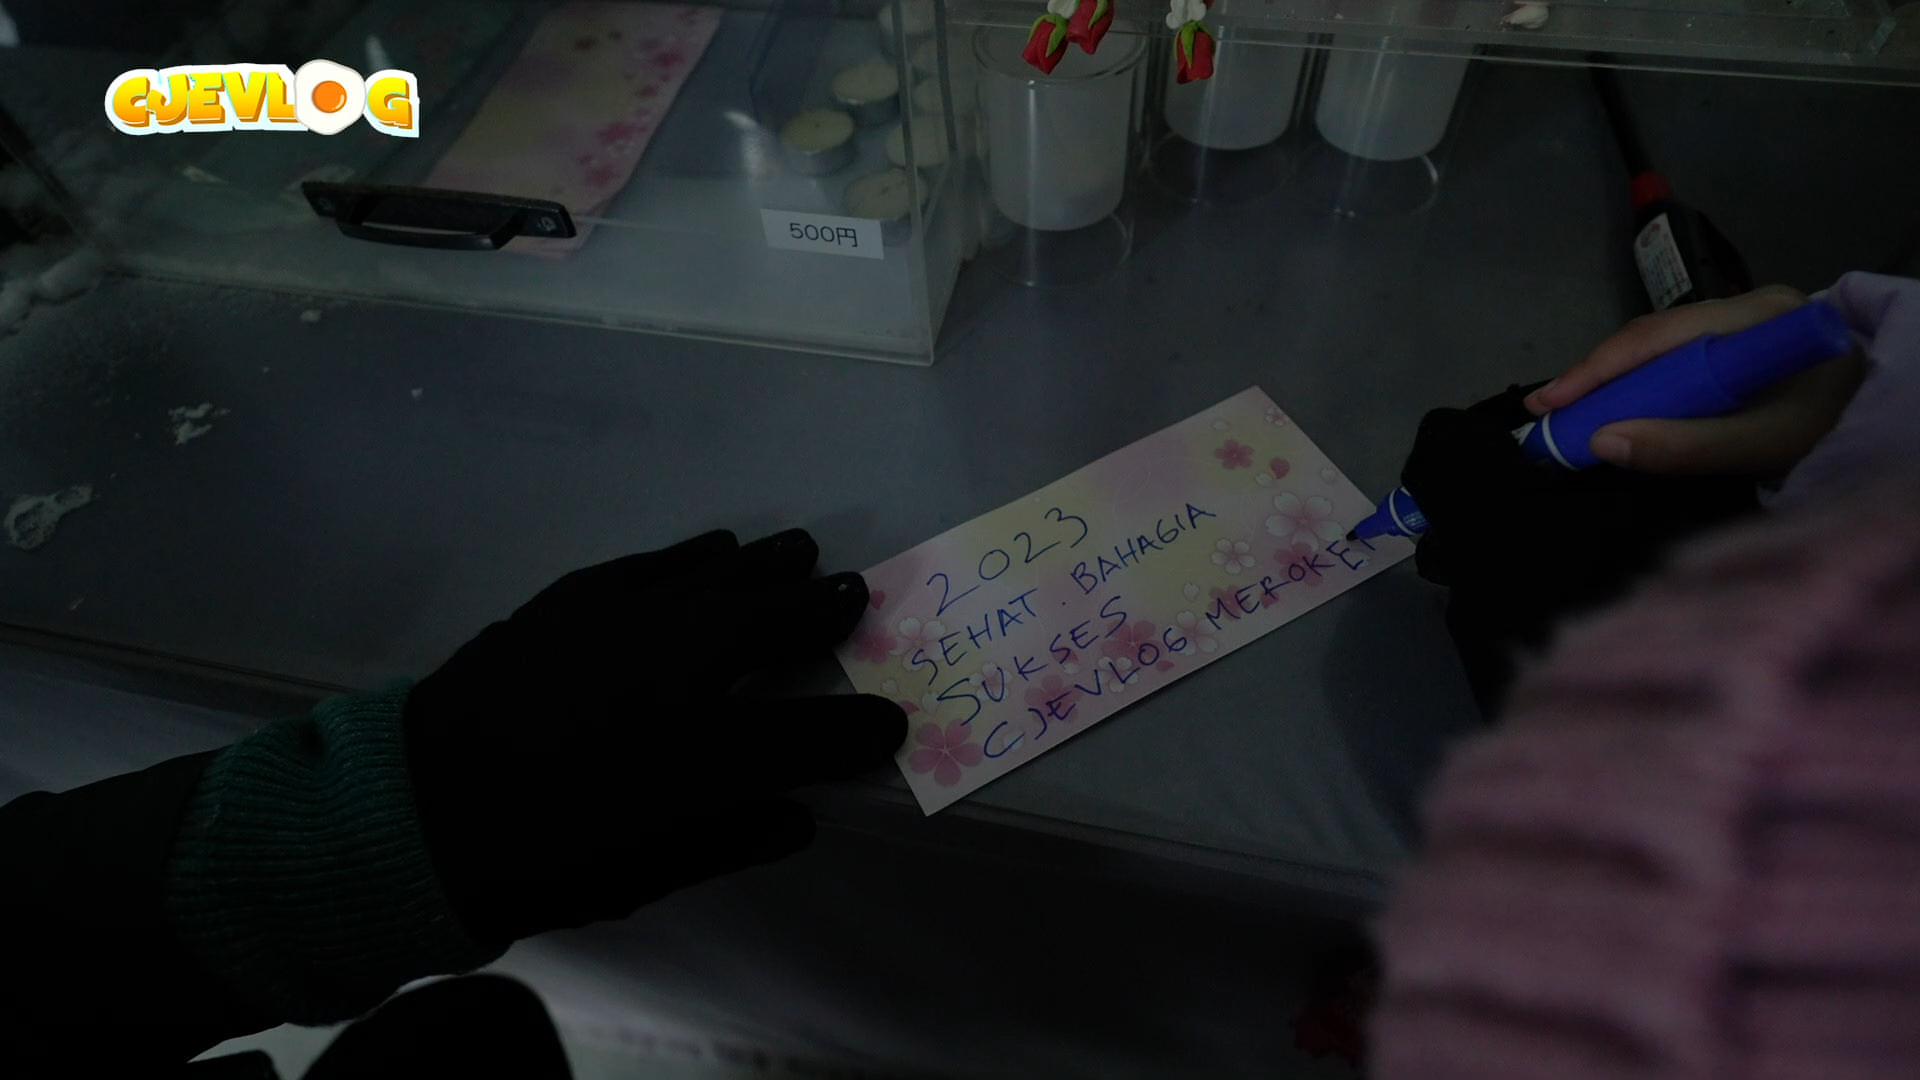 CJEVLOG
500円
2023
SEHAT . BAHAGIA
SUKSES
CJEVLOG MEROKET